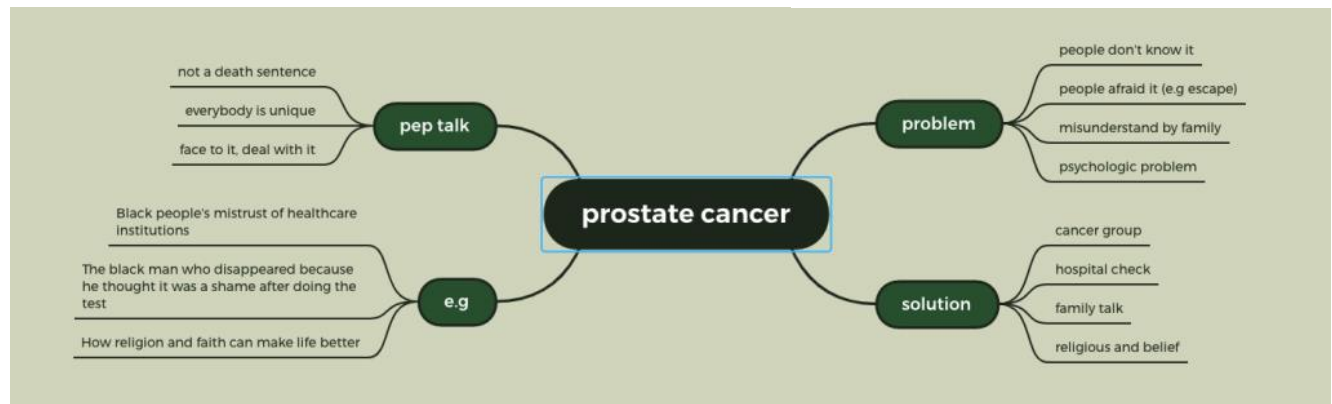 prostate cancer
pep talk
not a death sentence
everybody is unique
face to it, deal with it
e.g
Black people's mistrust of healthcare
institutions
The black man who disappeared because
he thought it was a shame after doing the
test
How religion and faith can make life better
problem
people don't know it
people afraid it (e.g escape)
misunderstand by family
psychologic problem
solution
cancer group
hospital check
family talk
religious and belief